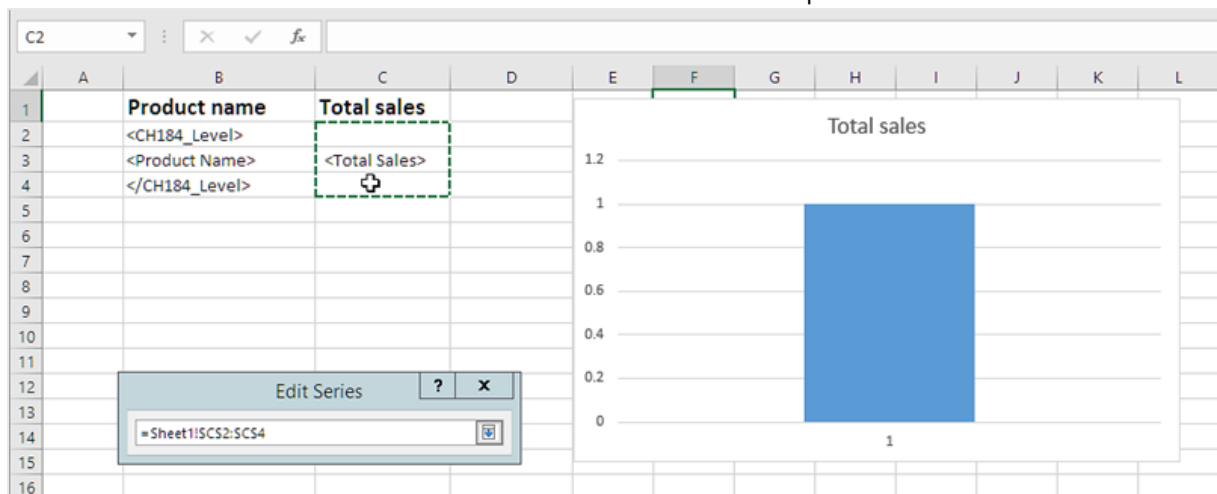 C2 fx
A B C D E F G H I J K L
1 Product name Total sales
2 <CH184_Level>
3 <Product Name> <Total Sales>
4 </CH184_Level>
5
6
7
8
9
10
11
12
13
14
15
16
Total sales
1.2
1
0.8
0.6
0.4
0.2
0
1
Edit Series ? x
=Sheet1!$C$2:$C$4